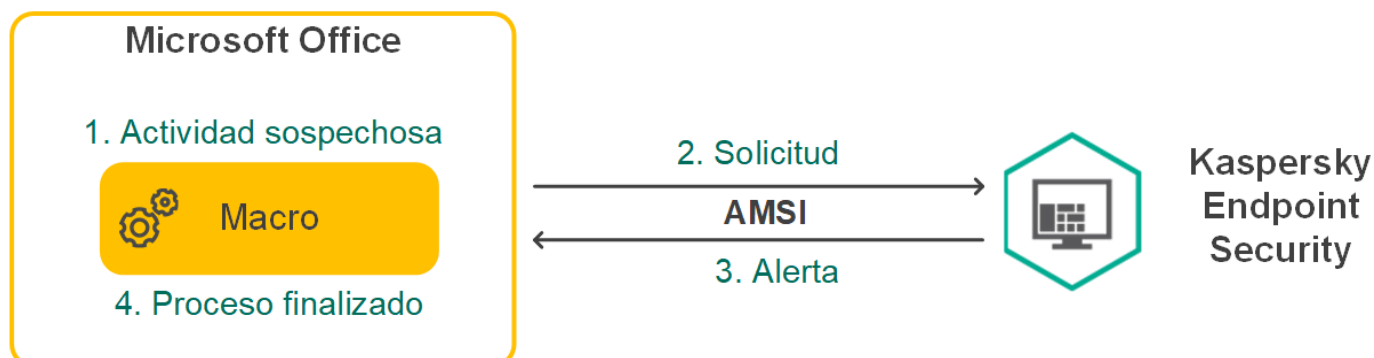 Microsoft Office
1. Actividad sospechosa
Macro
4. Proceso finalizado
2. Solicitud
AMSI
3. Alerta
Kaspersky
Endpoint
Security